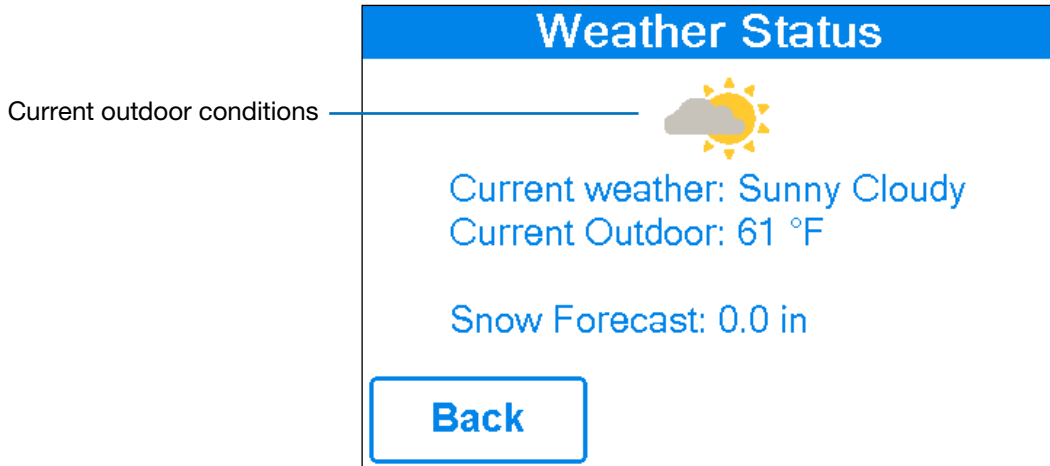 Weather Status
Current outdoor conditions
Current weather: Sunny Cloudy
Current Outdoor: 61 °F
Snow Forecast: 0.0 in
Back